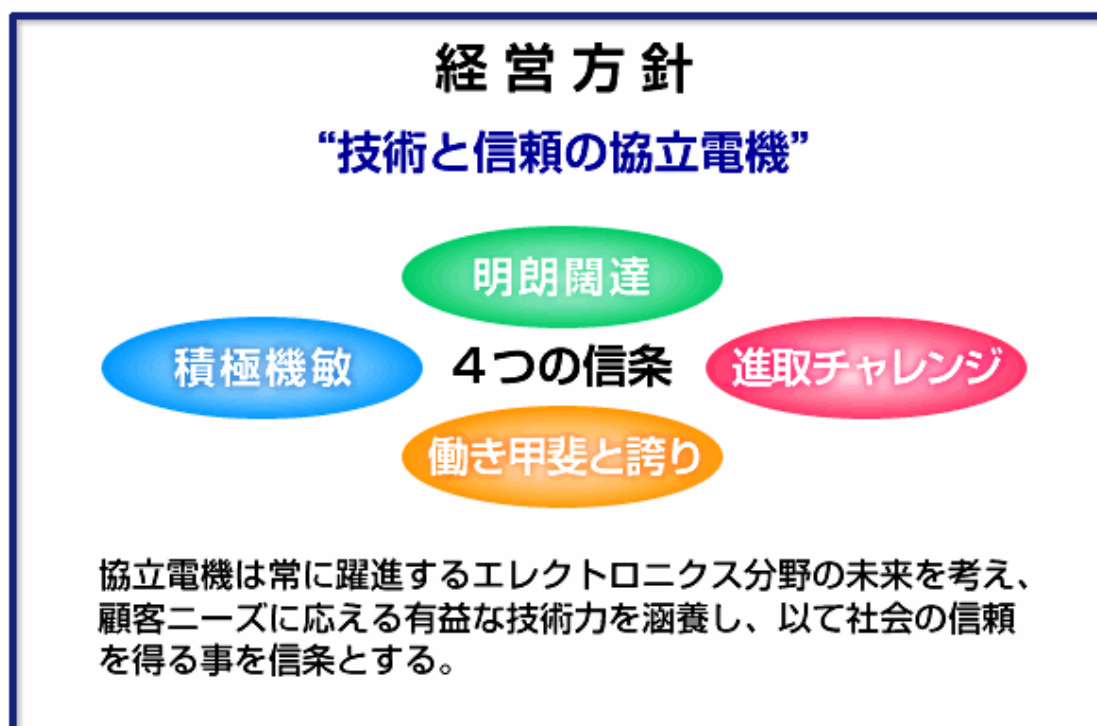 経営方針
“技術と信頼の協立電機”
明朗闊達
積極機敏
４つの信条
進取チャレンジ
働き甲斐と誇り
協立電機は常に躍進するエレクトロニクス分野の未来を考え、
顧客ニーズに応える有益な技術力を涵養し、以て社会の信頼
を得る事を信条とする。